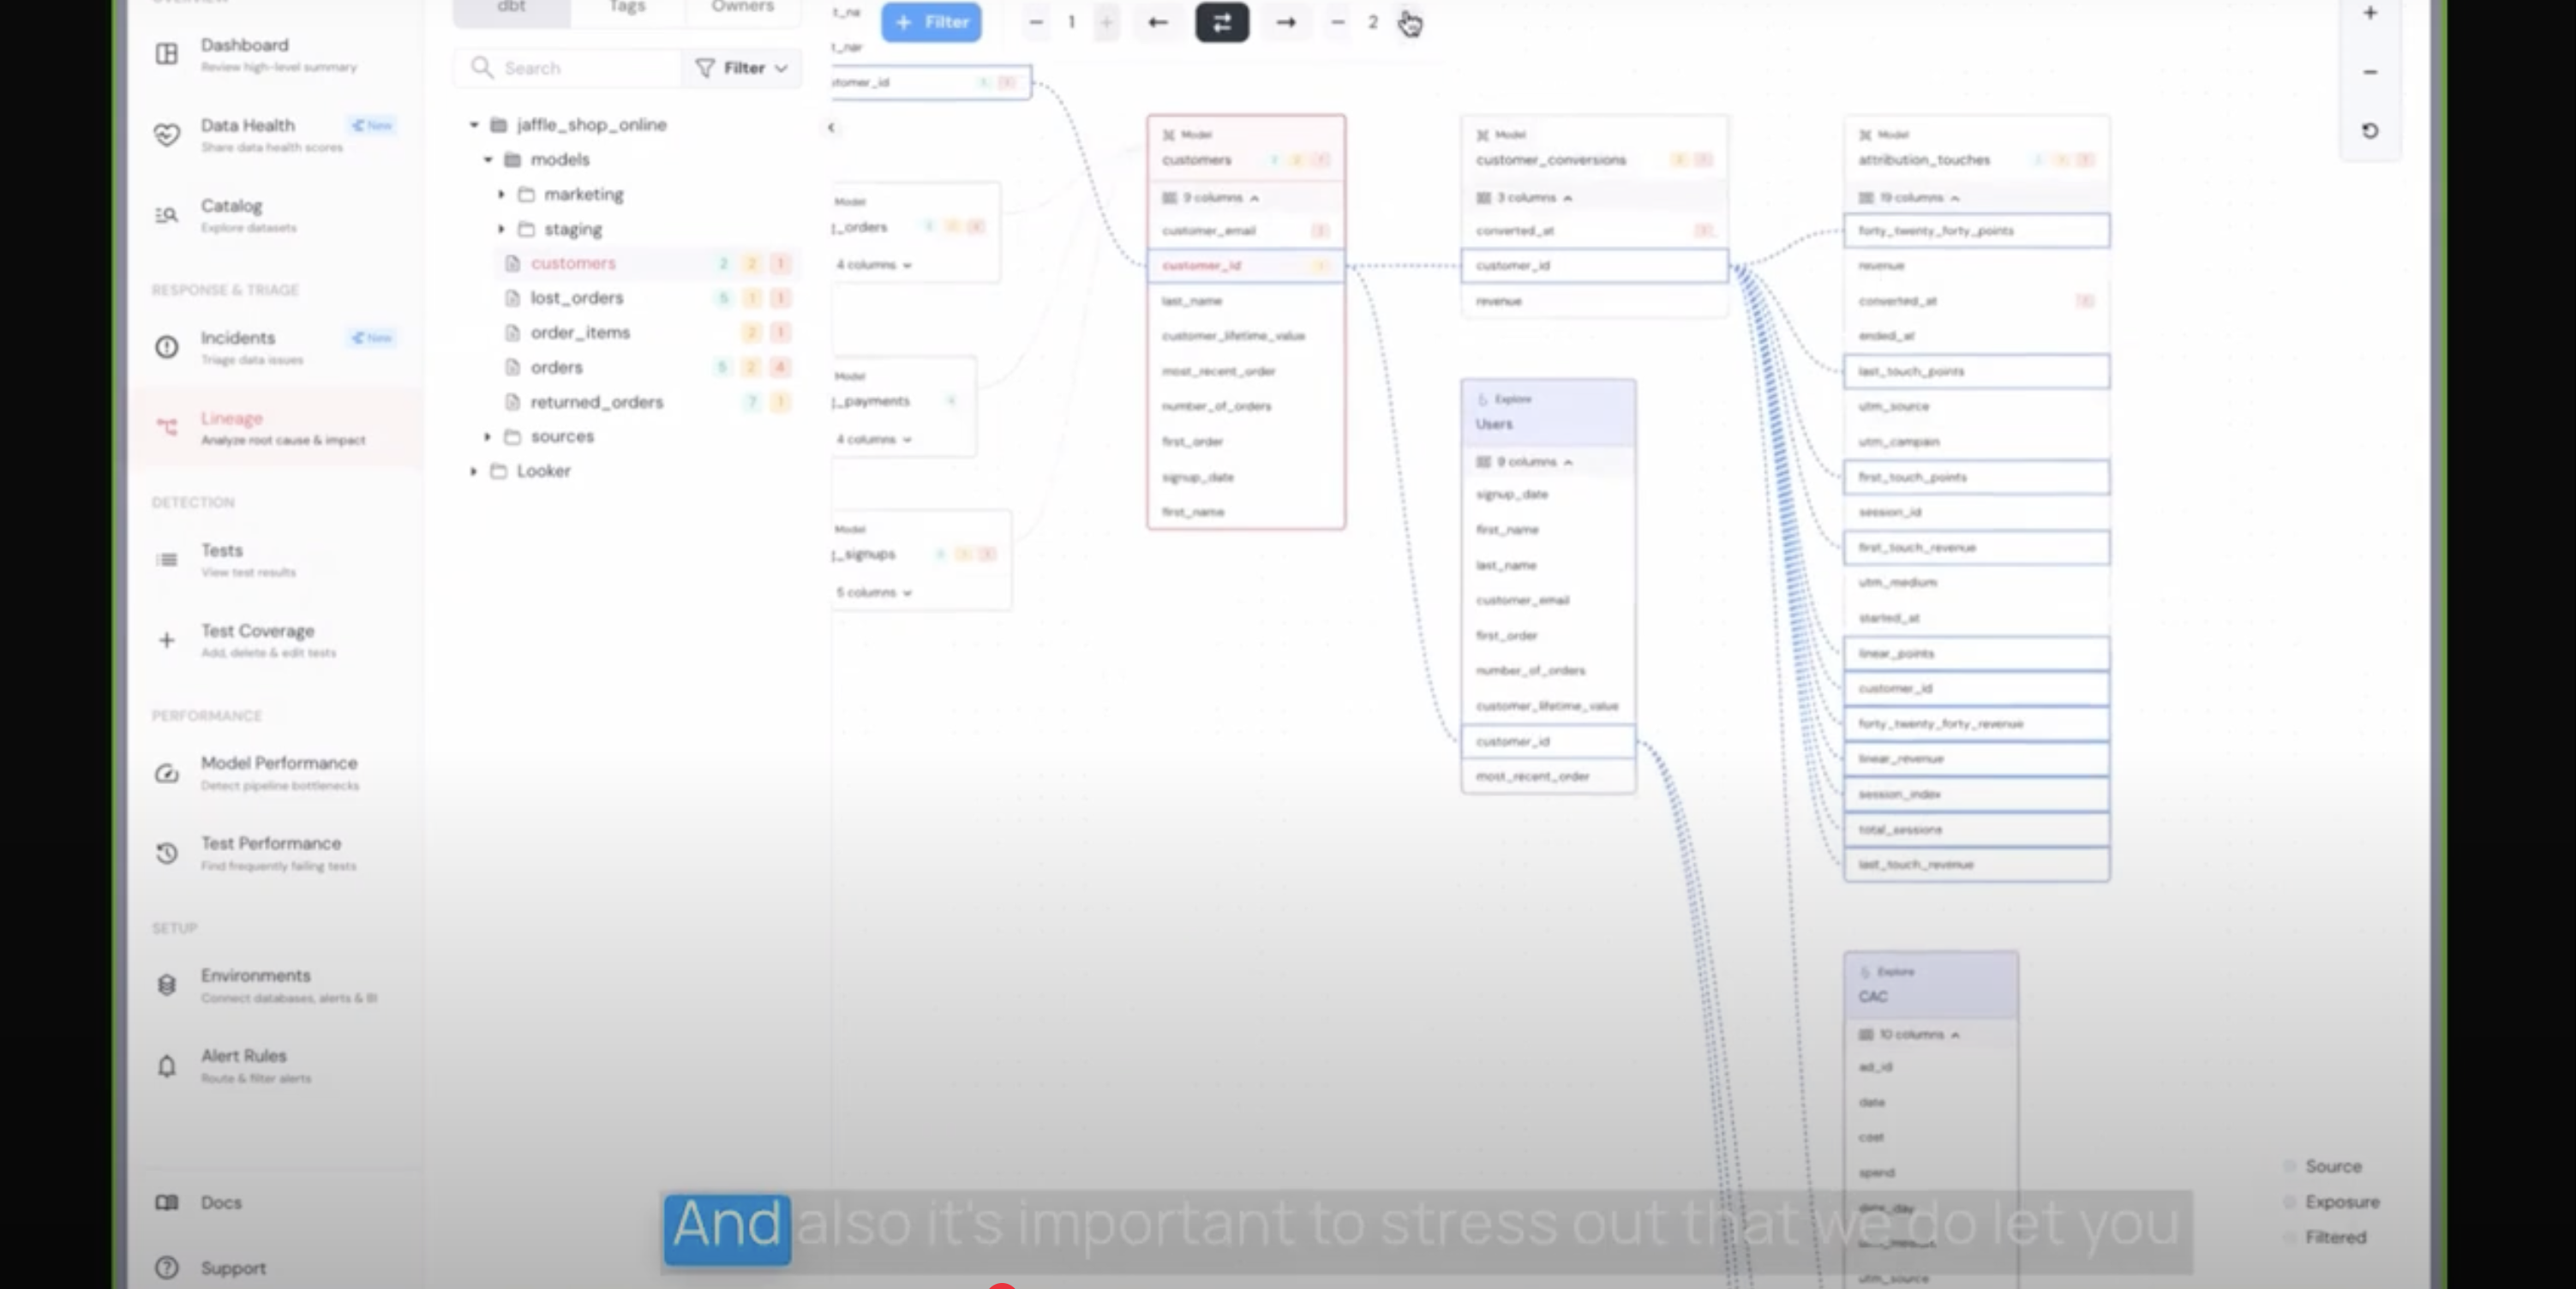 dbt
Tags
Owners
Filter
1
2
Search
Filter
Dashboard
Review high-level summary
Data Health
New
Share data health scores
Catalog
Explore datasets
RESPONSE & TRIAGE
Incidents
New
Triage data issues
Lineage
Analyze root cause & impact
DETECTION
Tests
View test results
Test Coverage
Add, delete & edit tests
PERFORMANCE
Model Performance
Detect pipeline bottlenecks
Test Performance
Find frequently failing tests
SETUP
Environments
Connect databases, alerts & BI
Alert Rules
Route & filter alerts
Docs
Support
jaffle_shop_online
models
marketing
staging
customers 2 2 1
lost_orders 5 1 1
order_items 2 1
orders 5 2 4
returned_orders 7 1
sources
Looker
Model
_orders
4 columns
Model
_payments
4 columns
Model
_signups
5 columns
Model
customers
9 columns
customer_email
customer_id
last_name
customer_lifetime_value
most_recent_order
number_of_orders
first_order
signup_date
first_name
Model
customer_conversions
3 columns
converted_at
customer_id
revenue
Explore
Users
9 columns
signup_date
first_name
last_name
customer_email
first_order
number_of_orders
customer_lifetime_value
customer_id
most_recent_order
Model
attribution_touches
19 columns
forty_twenty_forty_points
revenue
converted_at
ended_at
last_touch_points
utm_source
utm_campain
first_touch_points
session_id
first_touch_revenue
utm_medium
started_at
linear_points
customer_id
forty_twenty_forty_revenue
linear_revenue
session_index
total_sessions
last_touch_revenue
Explore
CAC
10 columns
ad_id
date
cost
spend
utm_source
Source
Exposure
Filtered
And also it's important to stress out that we do let you